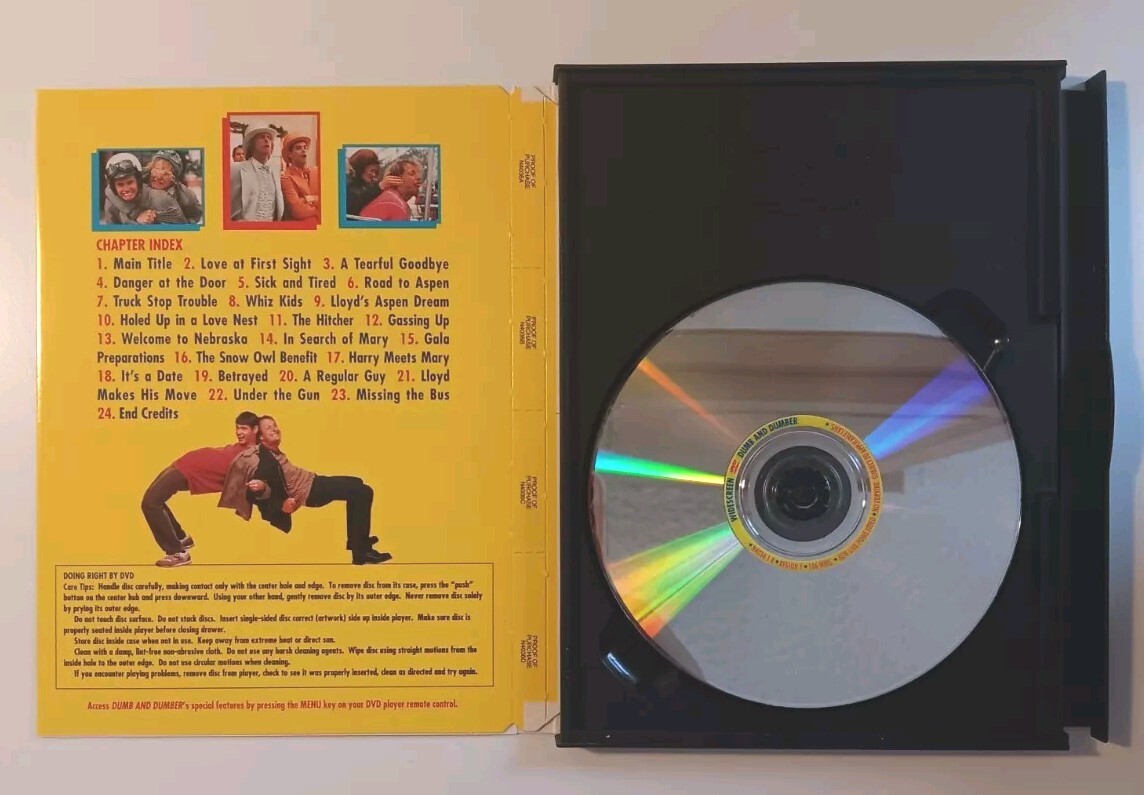 CHAPTER INDEX
1. Main Title 2. Love at First Sight 3. A Tearful Goodbye
4. Danger at the Door 5. Sick and Tired 6. Road to Aspen
7. Truck Stop Trouble 8. Whiz Kids 9. Lloyd's Aspen Dream
10. Holed Up in a Love Nest 11. The Hitcher 12. Gassing Up
13. Welcome to Nebraska 14. In Search of Mary 15. Gala
Preparations 16. The Snow Owl Benefit 17. Harry Meets Mary
18. It's a Date 19. Betrayed 20. A Regular Guy 21. Lloyd
Makes His Move 22. Under the Gun 23. Missing the Bus
24. End Credits
DOING RIGHT BY DVD
Care Tips: Handle disc carefully, making contact only with the center hole and edge. To remove disc from its case, press the "push"
button on the center hub and press downward. Using your other hand, gently remove disc by its outer edge. Never remove disc solely
by prying its outer edge.
Do not touch disc surface. Do not stack discs. Insert single-sided disc correct (artwork) side up inside player. Make sure disc is
properly seated inside player before closing drawer.
Store disc inside case when not in use. Keep away from extreme heat or direct sun.
Clean with a damp, lint-free non-abrasive cloth. Do not use any harsh cleaning agents. Wipe disc using straight motions from the
inside hole to the outer edge. Do not use circular motions when cleaning.
If you encounter playing problems, remove disc from player, check to see it was properly inserted, clean as directed and try again.
Access DUMB AND DUMBER's special features by pressing the MENU key on your DVD player remote control.
PROOF OF
PURCHASE
N4036A
PROOF OF
PURCHASE
N4036B
PROOF OF
PURCHASE
N4036C
PROOF OF
PURCHASE
N4036D
WIDESCREEN DVD DUMB AND DUMBER